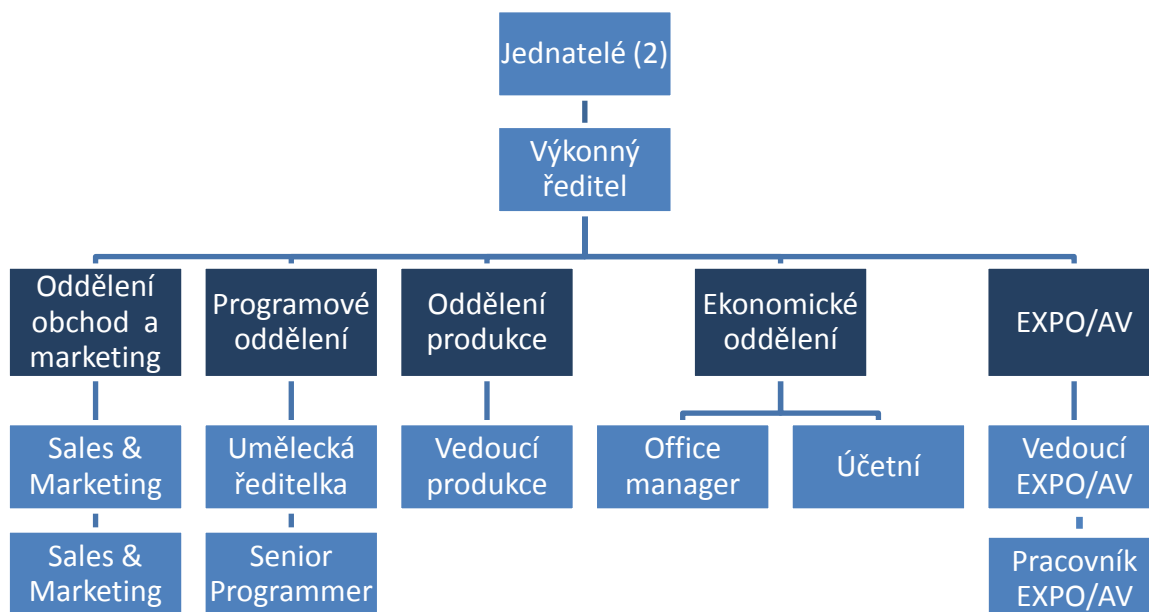 Jednatelé (2)
Výkonný
ředitel
Oddělení
obchod a
marketing
Programové
oddělení
Oddělení
produkce
Ekonomické
oddělení
EXPO/AV
Sales &
Marketing
Umělecká
ředitelka
Vedoucí
produkce
Office
manager
Účetní
Vedoucí
EXPO/AV
Sales &
Marketing
Senior
Programmer
Pracovník
EXPO/AV